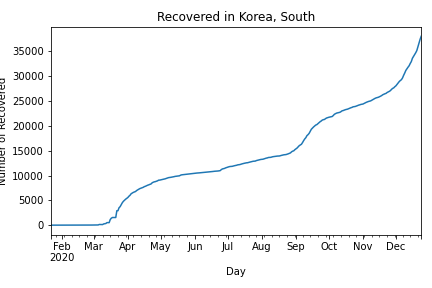 Recovered in Korea, South
Number of Recovered
35000
30000
25000
20000
15000
10000
5000
0
Feb Mar Apr May Jun Jul Aug Sep Oct Nov Dec
2020
Day